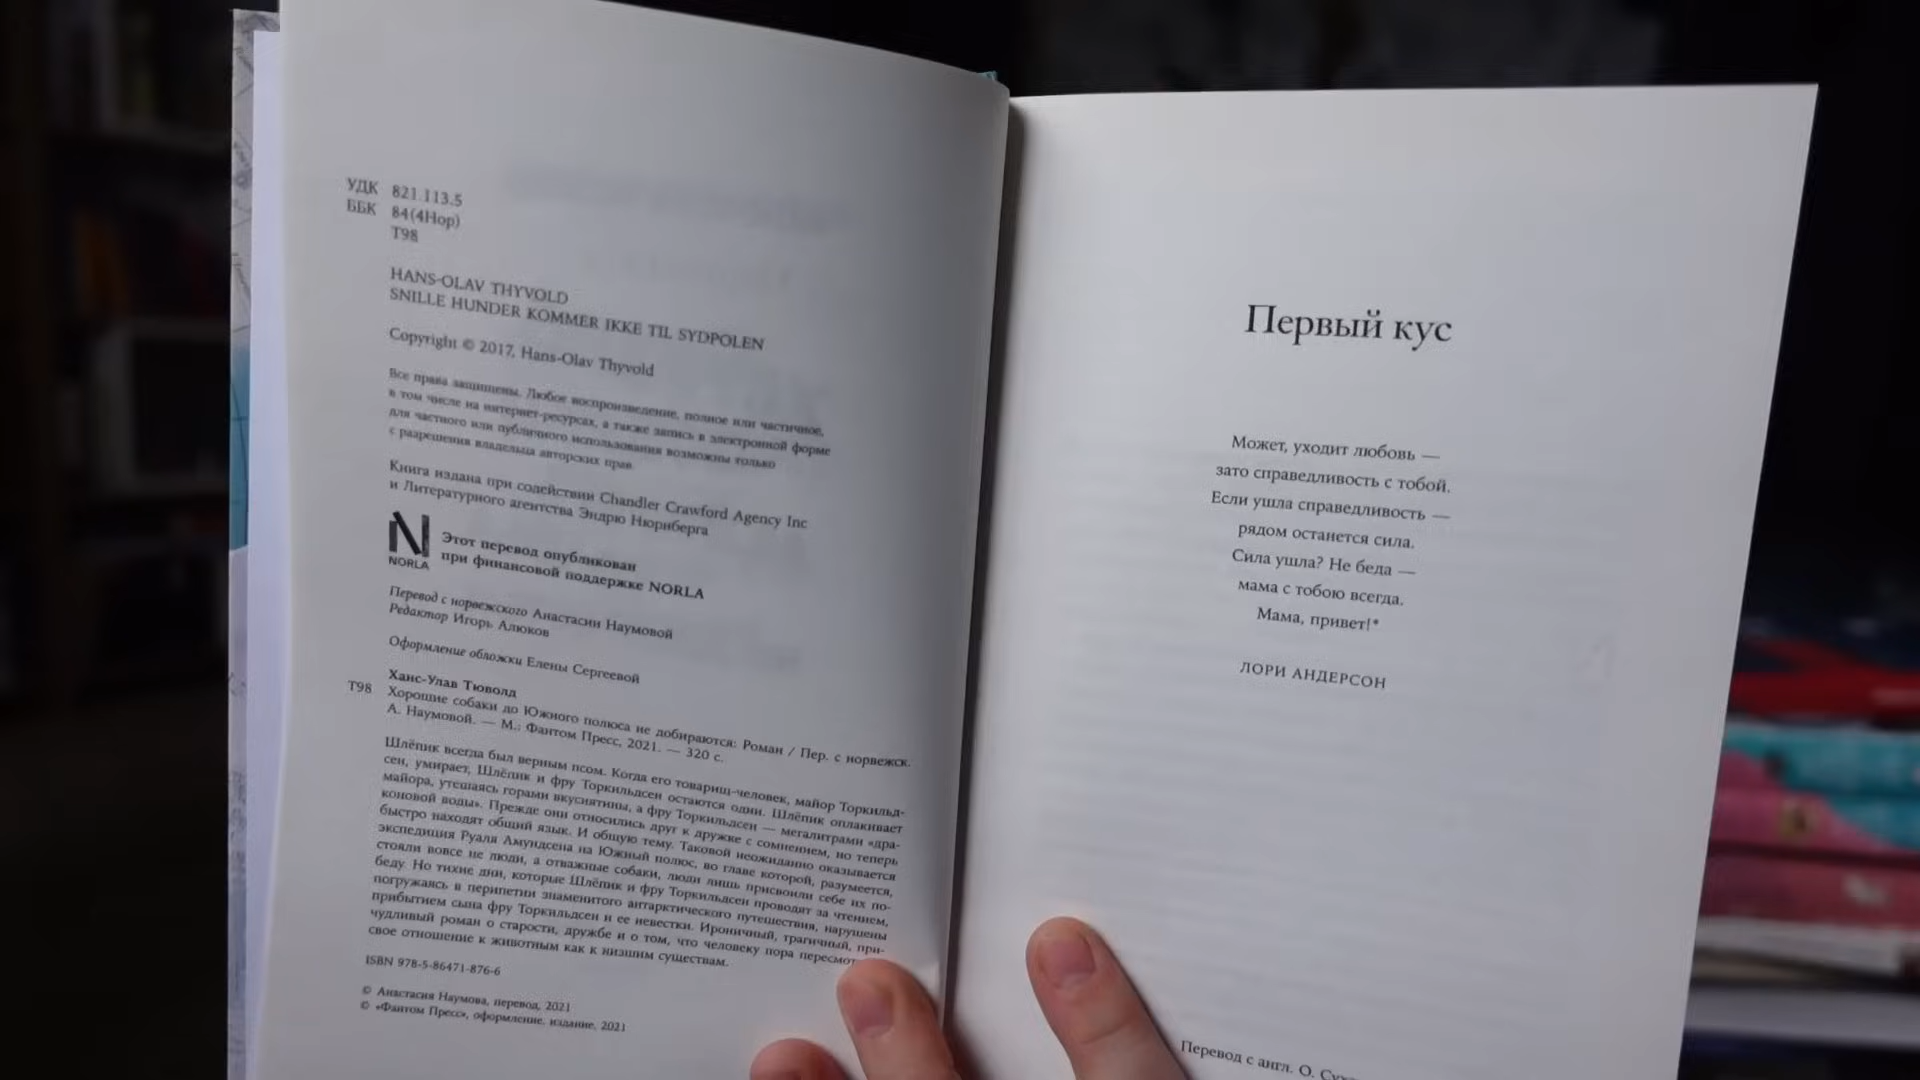 УДК 821.113.5
ББК 84(4Нор)
Т98
HANS-OLAV THYVOLD
SNILLE HUNDER KOMMER IKKE TIL SYDPOLEN
Copyright © 2017, Hans-Olav Thyvold
Все права защищены. Любое воспроизведение, полное или частичное,
в том числе на интернет-ресурсах, а также запись в электронной форме
для частного или публичного использования возможны только
с разрешения владельца авторских прав.
Книга издана при содействии Chandler Crawford Agency Inc
и Литературного агентства Эндрю Нюрнберга
N
NORLA
Этот перевод опубликован
при финансовой поддержке NORLA
Перевод с норвежского Анастасии Наумовой
Редактор Игорь Алюков
Оформление обложки Елены Сергеевой
Ханс-Улав Тюволд
Т98 Хорошие собаки до Южного полюса не добираются: Роман / Пер. с норвежск.
А. Наумовой. — М.: Фантом Пресс, 2021. — 320 с.
Шлёпик всегда был верным псом. Когда его товарищ-человек, майор Торкильд-
сен, умирает, Шлёпик и фру Торкильдсен остаются одни. Шлёпик оплакивает
майора, утешаясь горами вкуснятины, а фру Торкильдсен — мегалитрами «дра-
коновой воды». Прежде они относились друг к дружке с сомнением, но теперь
быстро находят общий язык. И общую тему. Таковой неожиданно оказывается
экспедиция Руаля Амундсена на Южный полюс, во главе которой, разумеется,
стояли вовсе не люди, а отважные собаки, люди лишь присвоили себе их по-
беду. Но тихие дни, которые Шлёпик и фру Торкильдсен проводят за чтением,
погружаясь в перипетии знаменитого антарктического путешествия, нарушены
прибытием сына фру Торкильдсен и ее невестки. Ироничный, трагичный, при-
чудливый роман о старости, дружбе и о том, что человеку пора
свое отношение к животным как к низшим существам.
ISBN 978-5-86471-876-6
© Анастасия Наумова, перевод, 2021
© «Фантом Пресс», оформление, издание, 2021
Первый кус
Может, уходит любовь —
зато справедливость с тобой.
Если ушла справедливость —
рядом останется сила.
Сила ушла? Не беда —
мама с тобою всегда.
Мама, привет!*
ЛОРИ АНДЕРСОН
Перевод с англ. О.